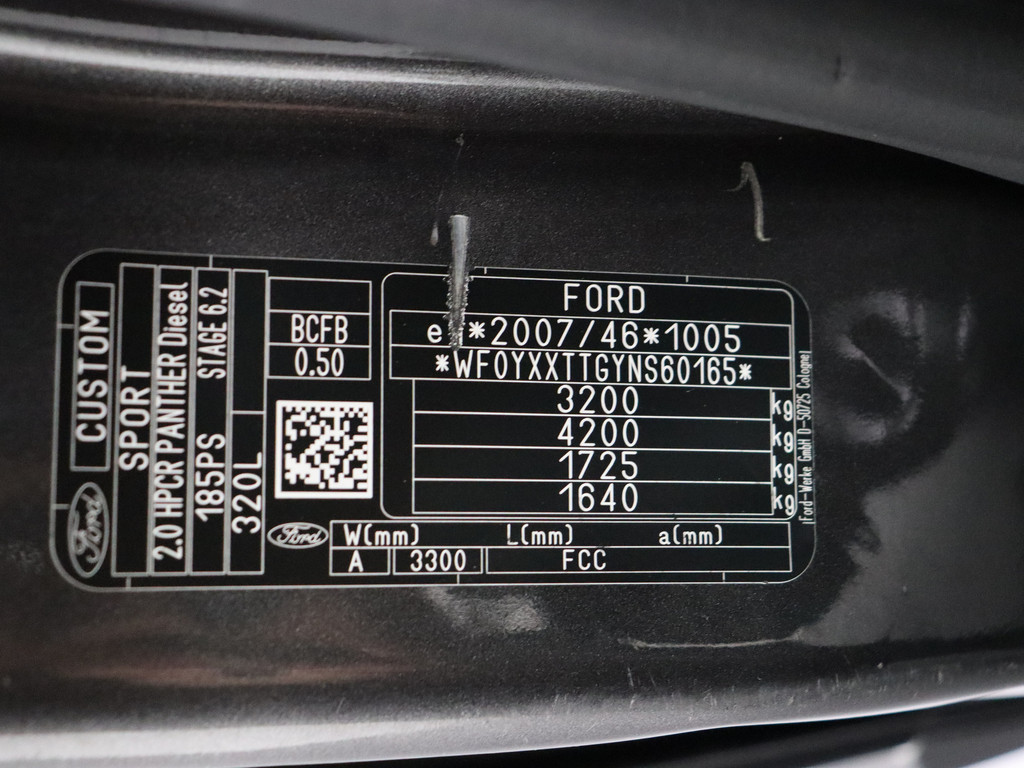 CUSTOM
Ford
SPORT
2.0 HPCR PANTHER Diesel
185PS STAGE 6.2
320L
BCFB
0.50
Ford
FORD
*2007/46*1005
*WF0YXXTTGYNS60165*
3200 kg
4200 kg
1725 kg
1640 kg
W(mm) L(mm) a(mm)
A 3300 FCC
Ford-Werke GmbH D-50725 Cologne
1